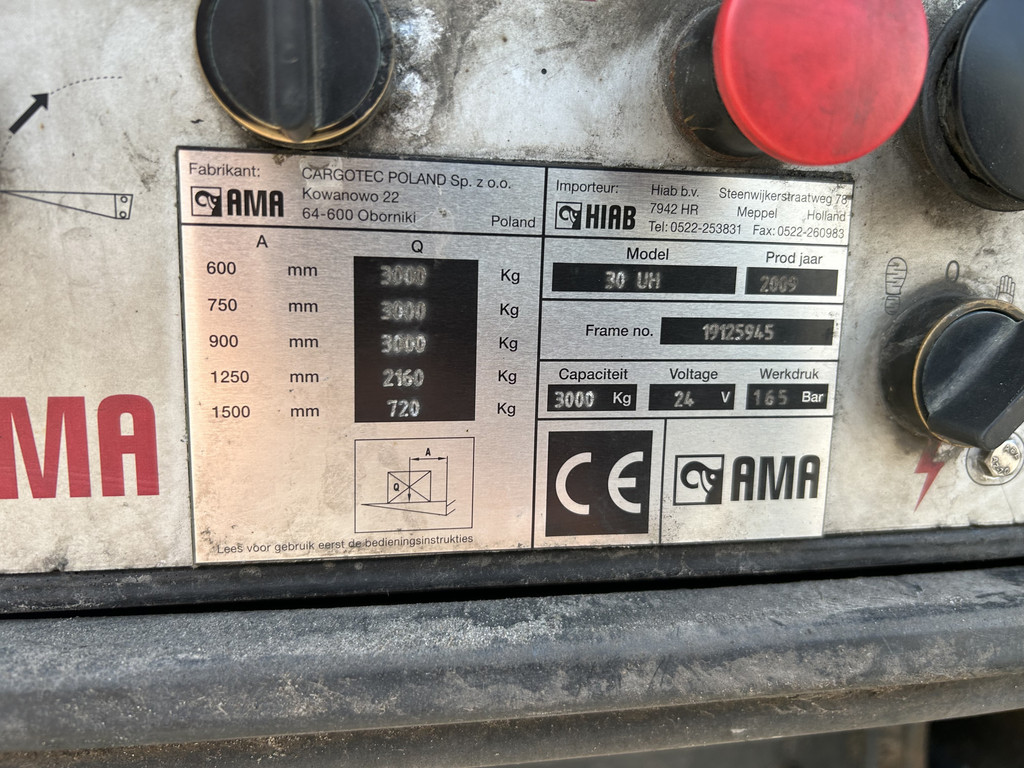 Fabrikant:
CARGOTEC POLAND Sp. z o.o.
AMA
Kowanowo 22
64-600 Oborniki
Poland
A Q
600 mm 3000 Kg
750 mm 3000 Kg
900 mm 3000 Kg
1250 mm 2160 Kg
1500 mm 720 Kg
A
Q
Lees voor gebruik eerst de bedieningsinstrukties
Importeur: Hiab b.v. Steenwijkerstraatweg 78
HIAB
7942 HR Meppel Holland
Tel: 0522-253831 Fax: 0522-260983
Model Prod jaar
30 UH 2009
Frame no. 19125945
Capaciteit Voltage Werkdruk
3000 Kg 24 V 165 Bar
CE
AMA
MA